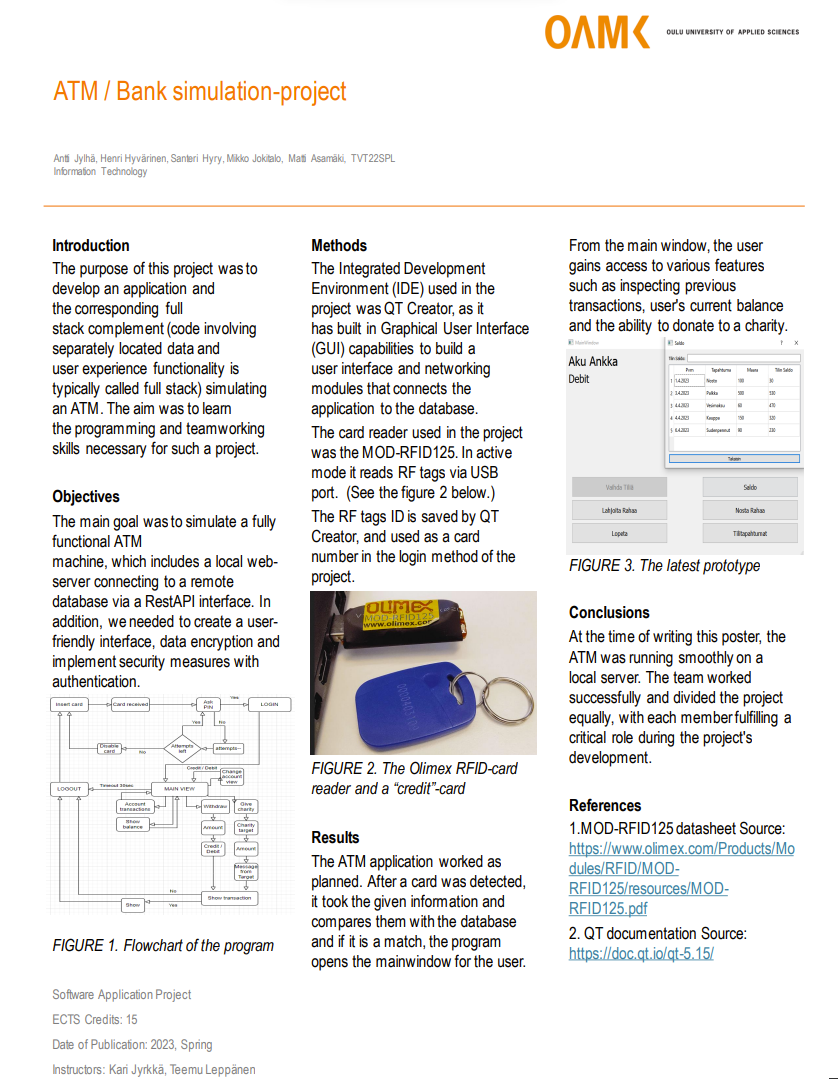 OAMK OULU UNIVERSITY OF APPLIED SCIENCES
ATM / Bank simulation-project
Antti Jylhä, Henri Hyvärinen, Santeri Hyry, Mikko Jokitalo, Matti Asamäki, TVT22SPL
Information Technology
Introduction
The purpose of this project was to
develop an application and
the corresponding full
stack complement (code involving
separately located data and
user experience functionality is
typically called full stack) simulating
an ATM. The aim was to learn
the programming and teamworking
skills necessary for such a project.
Objectives
The main goal was to simulate a fully
functional ATM
machine, which includes a local web-
server connecting to a remote
database via a RestAPI interface. In
addition, we needed to create a user-
friendly interface, data encryption and
implement security measures with
authentication.
Insert card
Card received
Ask
PIN
Yes
LOGIN
Yes
No
Disable
card
No
Attempts
left
attempts--
Credit / Debit
Change
account
view
LOGOUT
Timeout 30sec
MAIN VIEW
Account
transactions
Withdraw
Give
charity
Show
balance
Amount
Charity
target
Credit /
Debit
Amount
Message
from
Target
No
Show transaction
Show
Yes
FIGURE 1. Flowchart of the program
Software Application Project
ECTS Credits: 15
Date of Publication: 2023, Spring
Instructors: Kari Jyrkkä, Teemu Leppänen
Methods
The Integrated Development
Environment (IDE) used in the
project was QT Creator, as it
has built in Graphical User Interface
(GUI) capabilities to build a
user interface and networking
modules that connects the
application to the database.
The card reader used in the project
was the MOD-RFID125. In active
mode it reads RF tags via USB
port. (See the figure 2 below.)
The RF tags ID is saved by QT
Creator, and used as a card
number in the login method of the
project.
OLIMEX
MOD-RFID125
www.olimex.com
FIGURE 2. The Olimex RFID-card
reader and a “credit”-card
Results
The ATM application worked as
planned. After a card was detected,
it took the given information and
compares them with the database
and if it is a match, the program
opens the mainwindow for the user.
From the main window, the user
gains access to various features
such as inspecting previous
transactions, user's current balance
and the ability to donate to a charity.
MainWindow
Aku Ankka
Debit
Saldo ? ×
Tilin Saldo:
Pvm Tapahtuma Maara Tilin Saldo
1 1.4.2023 Nosto 100 30
2 3.4.2023 Palkka 500 530
3 4.4.2023 Vesimaksu 60 470
4 4.4.2023 Kauppa 150 320
5 6.4.2023 Sudenpennut 90 230
Takaisin
Vaihda Tiliä
Saldo
Lahjoita Rahaa
Nosta Rahaa
Lopeta
Tilitapahtumat
FIGURE 3. The latest prototype
Conclusions
At the time of writing this poster, the
ATM was running smoothly on a
local server. The team worked
successfully and divided the project
equally, with each member fulfilling a
critical role during the project's
development.
References
1.MOD-RFID125 datasheet Source:
https://www.olimex.com/Products/Mo
dules/RFID/MOD-
RFID125/resources/MOD-
RFID125.pdf
2. QT documentation Source:
https://doc.qt.io/qt-5.15/